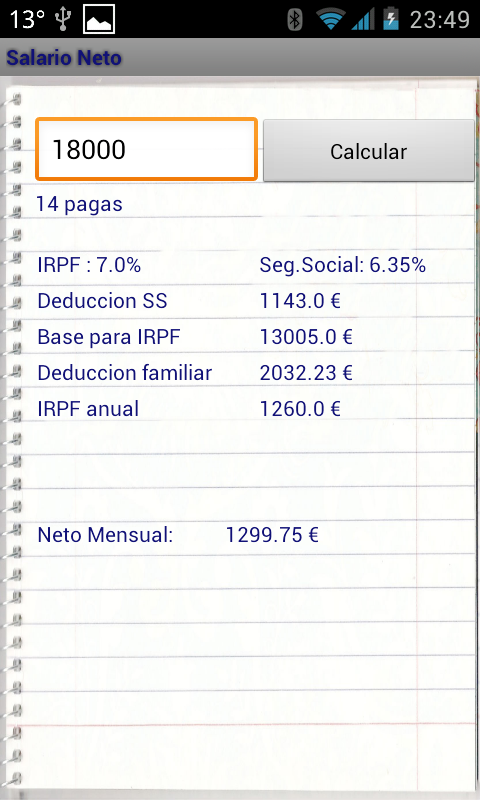 13° 23:49
Salario Neto
18000 Calcular
14 pagas
IRPF : 7.0% Seg.Social: 6.35%
Deduccion SS 1143.0 €
Base para IRPF 13005.0 €
Deduccion familiar 2032.23 €
IRPF anual 1260.0 €
Neto Mensual: 1299.75 €